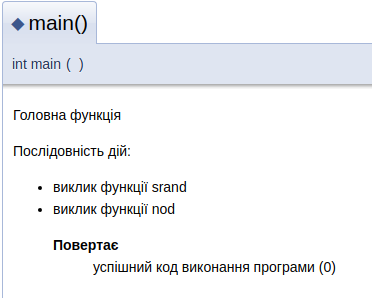 ◆ main()
int main ( )
Головна функція
Послідовність дій:
• виклик функції srand
• виклик функції nod
Повертає
успішний код виконання програми (0)